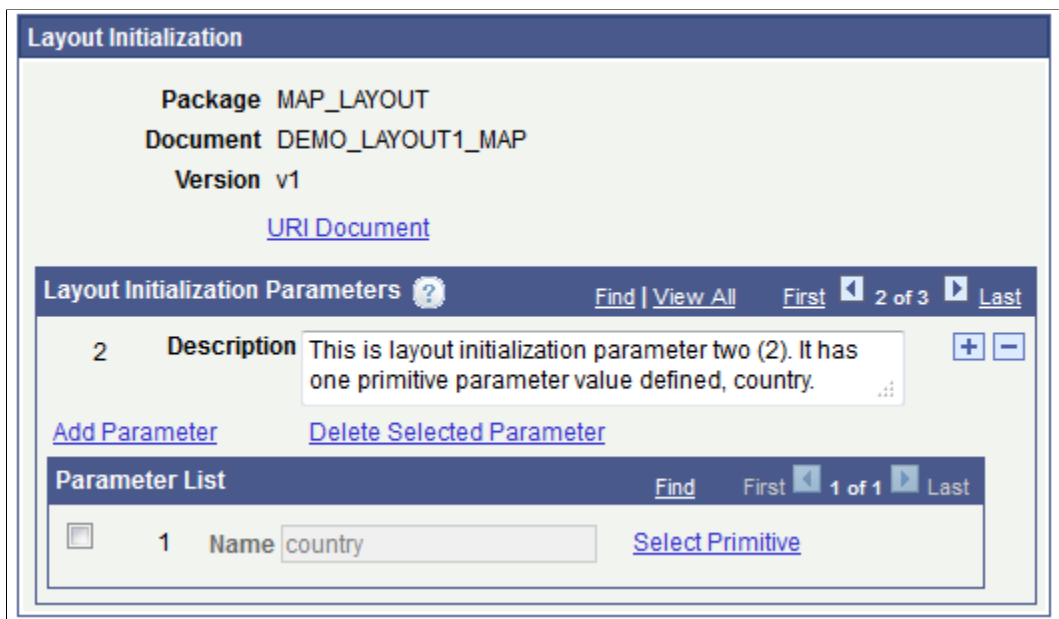 Layout Initialization
Package MAP_LAYOUT
Document DEMO_LAYOUT1_MAP
Version v1
URI Document
Layout Initialization Parameters ? Find | View All First 2 of 3 Last
2 Description This is layout initialization parameter two (2). It has
one primitive parameter value defined, country.
Add Parameter Delete Selected Parameter
Parameter List Find First 1 of 1 Last
1 Name country Select Primitive